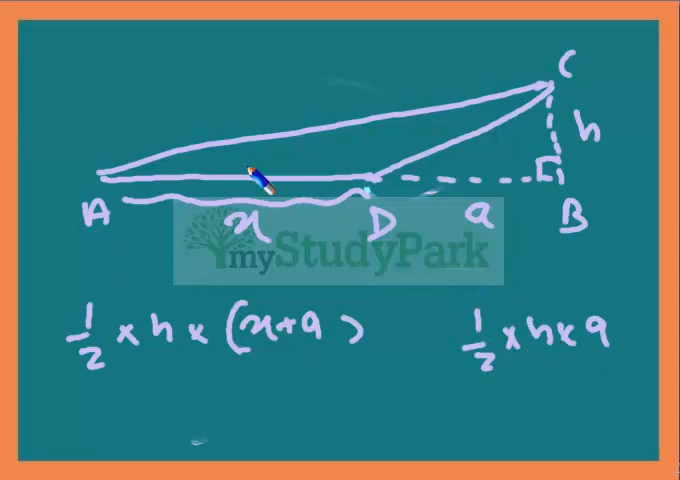 C
h
A
x
D
a
B
myStudyPark
1/2 × h × (x+a)
1/2 × h × a